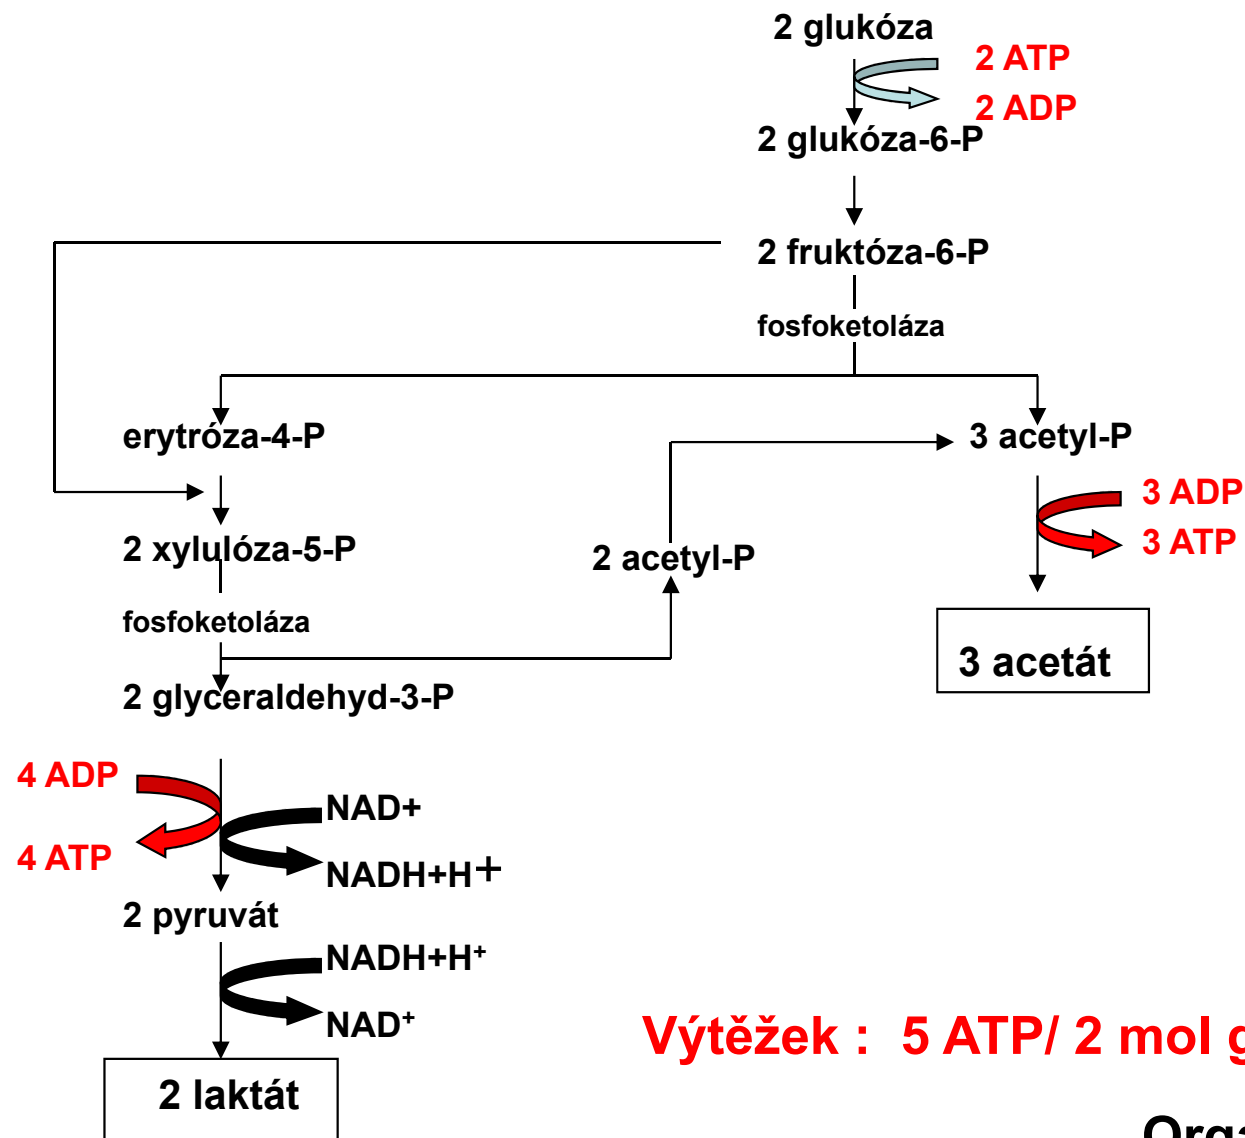 2 glukóza
2 ATP
2 ADP
2 glukóza-6-P
2 fruktóza-6-P
fosfoketoláza
erytróza-4-P
3 acetyl-P
3 ADP
3 ATP
2 xylulóza-5-P
2 acetyl-P
fosfoketoláza
3 acetát
2 glyceraldehyd-3-P
4 ADP
NAD+
4 ATP
NADH+H+
2 pyruvát
NADH+H⁺
NAD⁺
Výtěžek : 5 ATP/ 2 mol g
2 laktát
Orga